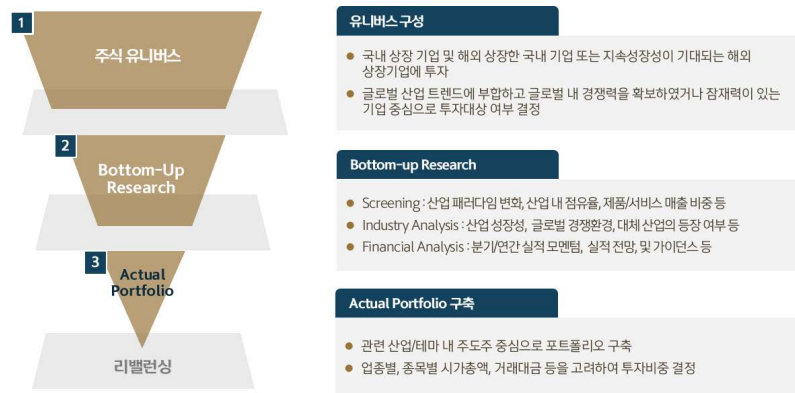 1
주식 유니버스
2
Bottom-Up
Research
3
Actual
Portfolio
리밸런싱
유니버스 구성
● 국내 상장 기업 및 해외 상장한 국내 기업 또는 지속성장성이 기대되는 해외
상장기업에 투자
● 글로벌 산업 트렌드에 부합하고 글로벌 내 경쟁력을 확보하였거나 잠재력이 있는
기업 중심으로 투자대상 여부 결정
Bottom-up Research
● Screening : 산업 패러다임 변화, 산업 내 점유율, 제품/서비스 매출 비중 등
● Industry Analysis : 산업 성장성, 글로벌 경쟁환경, 대체 산업의 등장 여부 등
● Financial Analysis : 분기/연간 실적 모멘텀, 실적 전망, 및 가이던스 등
Actual Portfolio 구축
● 관련 산업/테마 내 주도주 중심으로 포트폴리오 구축
● 업종별, 종목별 시가총액, 거래대금 등을 고려하여 투자비중 결정